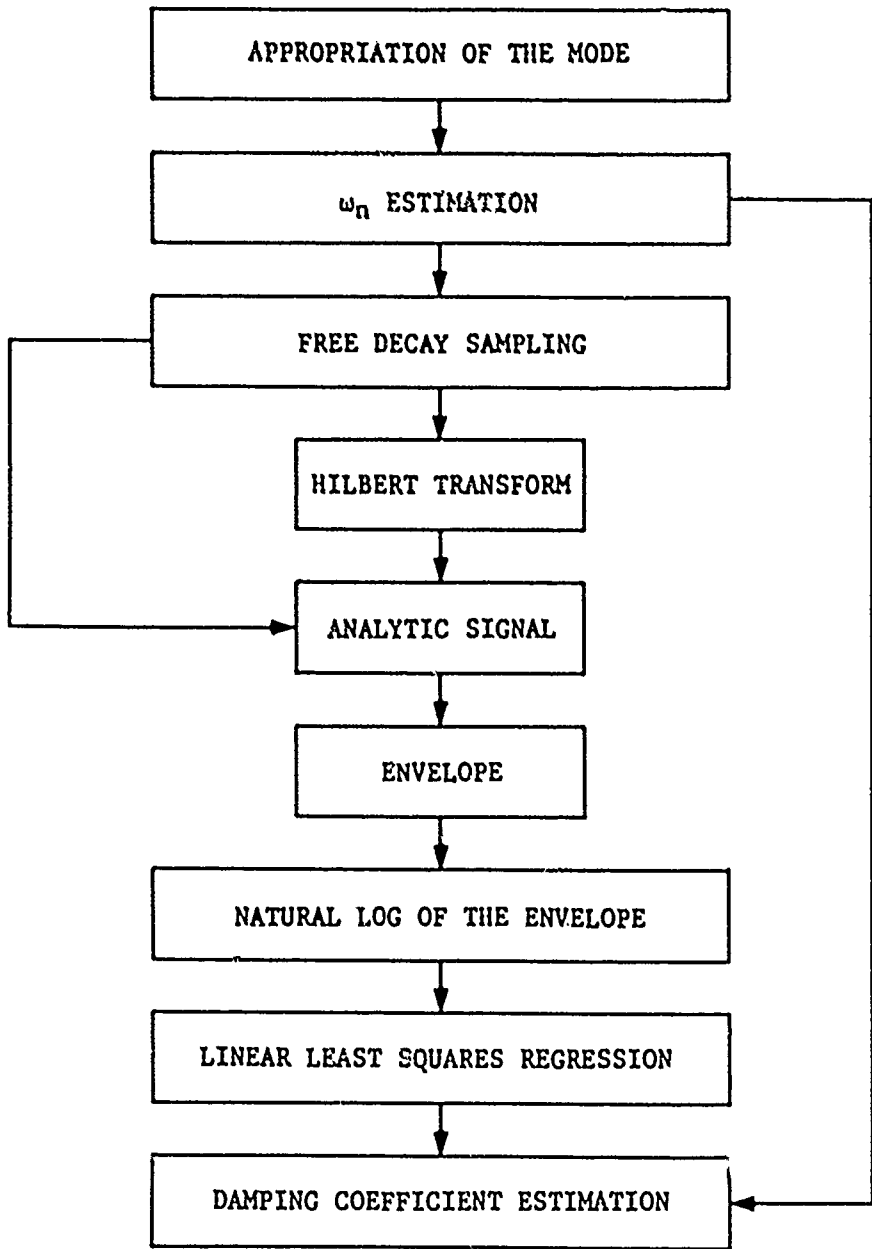 APPROPRIATION OF THE MODE
ωn ESTIMATION
FREE DECAY SAMPLING
HILBERT TRANSFORM
ANALYTIC SIGNAL
ENVELOPE
NATURAL LOG OF THE ENVELOPE
LINEAR LEAST SQUARES REGRESSION
DAMPING COEFFICIENT ESTIMATION